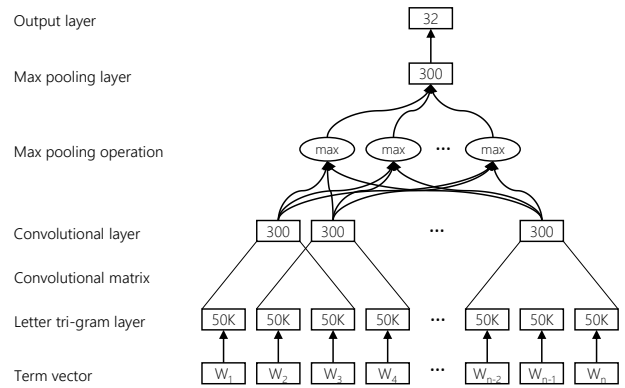 Output layer 32
Max pooling layer 300
Max pooling operation max max ... max
Convolutional layer 300 300 ... 300
Convolutional matrix
Letter tri-gram layer 50K 50K 50K 50K ... 50K 50K 50K
Term vector W1 W2 W3 W4 ... Wn-2 Wn-1 Wn